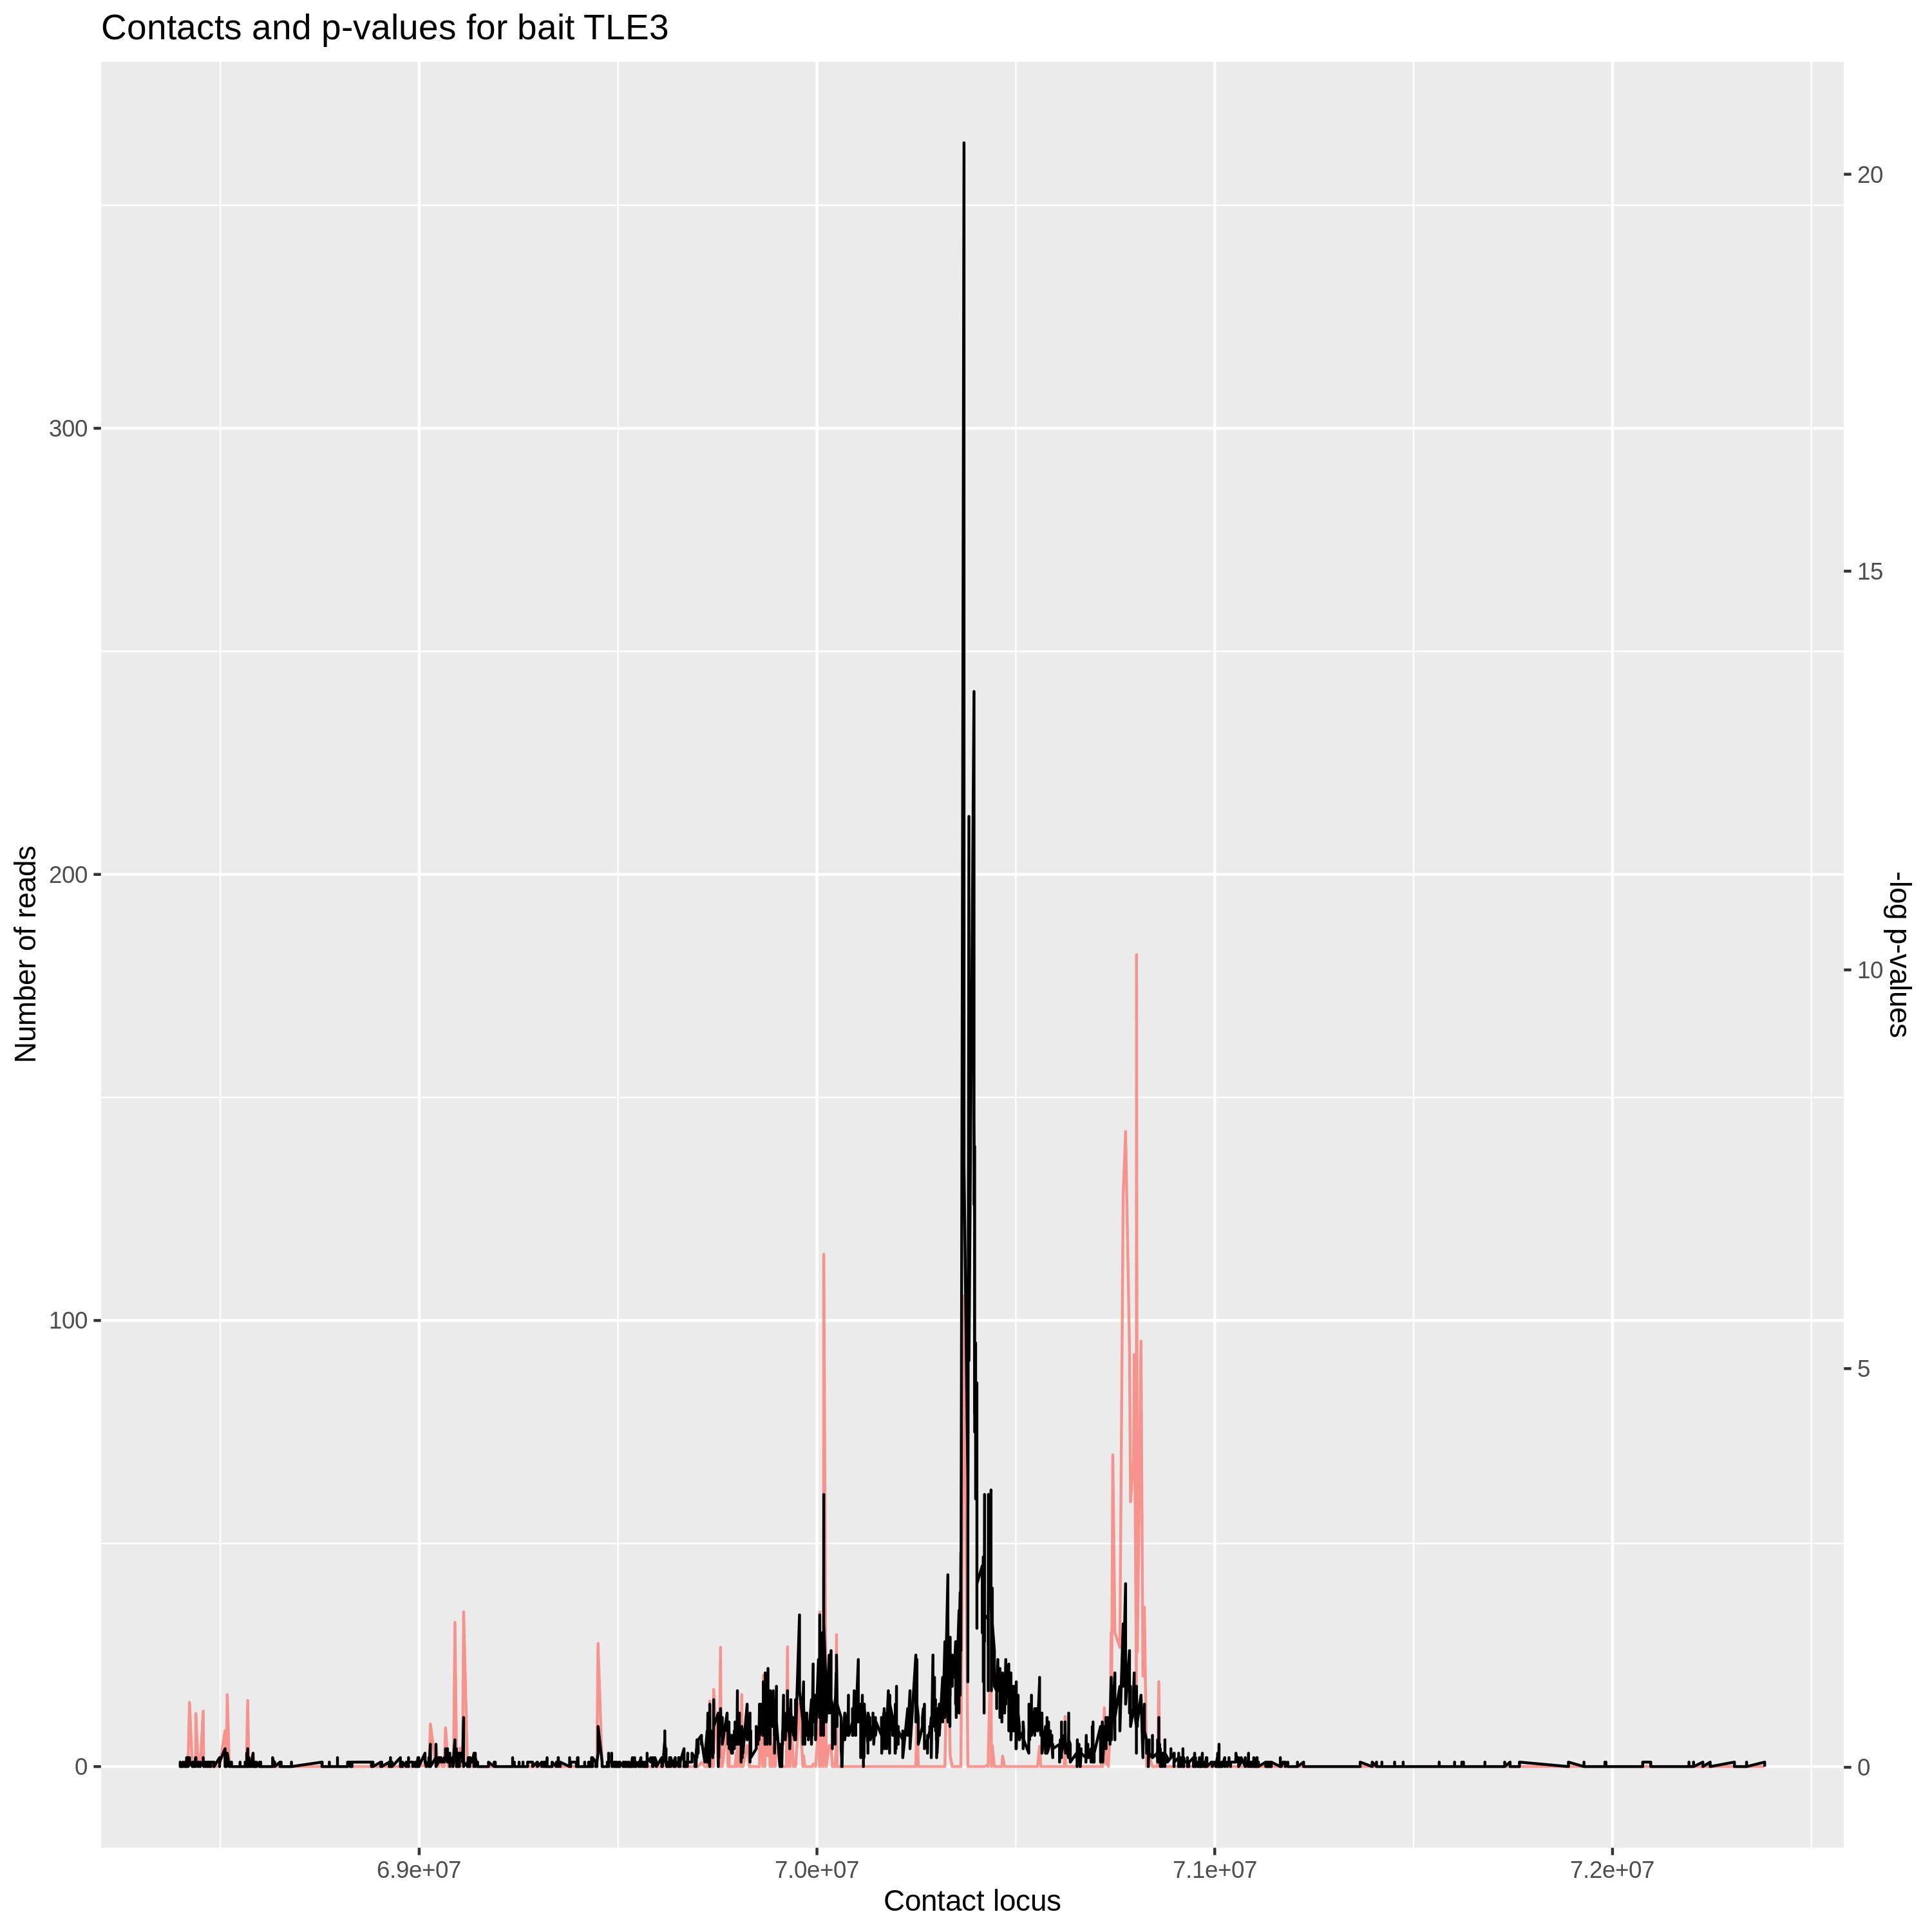 Contacts and p-values for bait TLE3
Number of reads
300
200
100
0
20
15
10
5
0
-log p-values
6.9e+07 7.0e+07 7.1e+07 7.2e+07
Contact locus